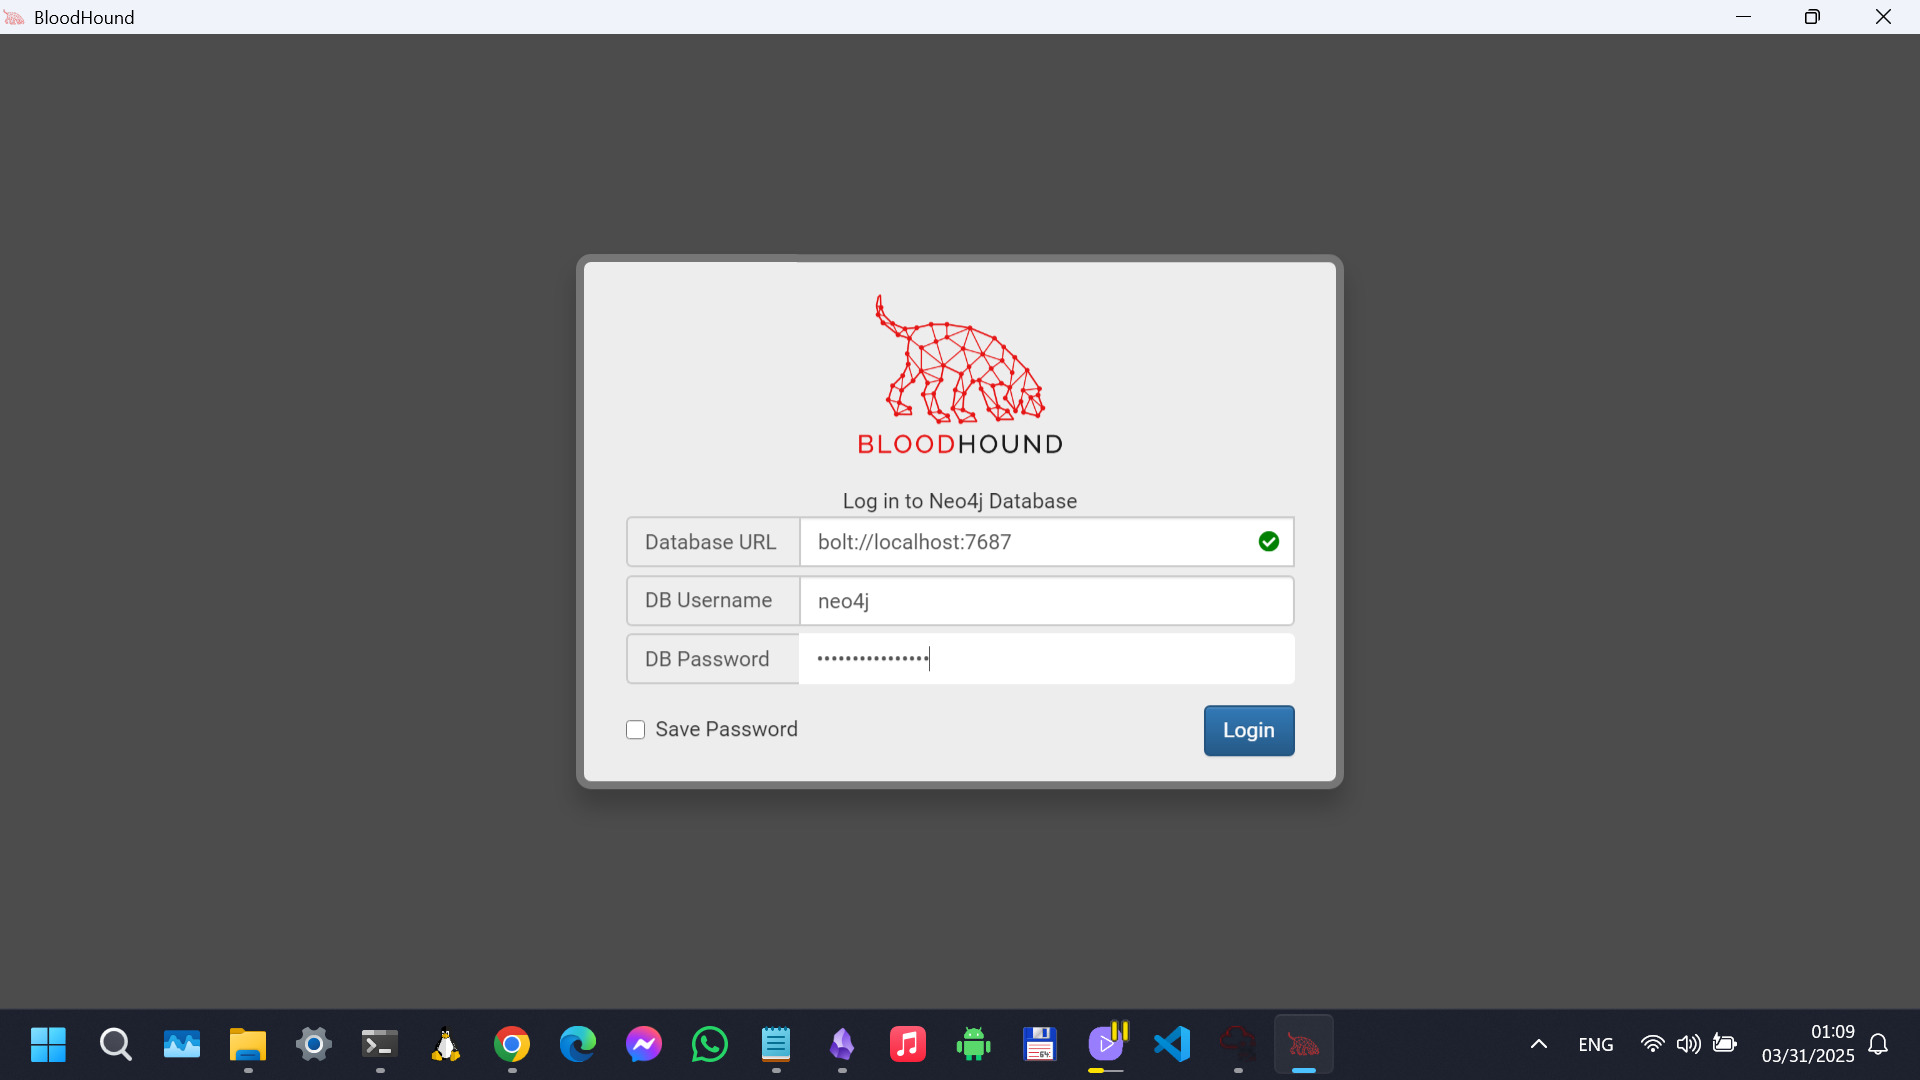 BloodHound
BLOODHOUND
Log in to Neo4j Database
Database URL
bolt://localhost:7687
DB Username
neo4j
DB Password
••••••••••••••••
Save Password
Login
64
ENG
01:09
03/31/2025